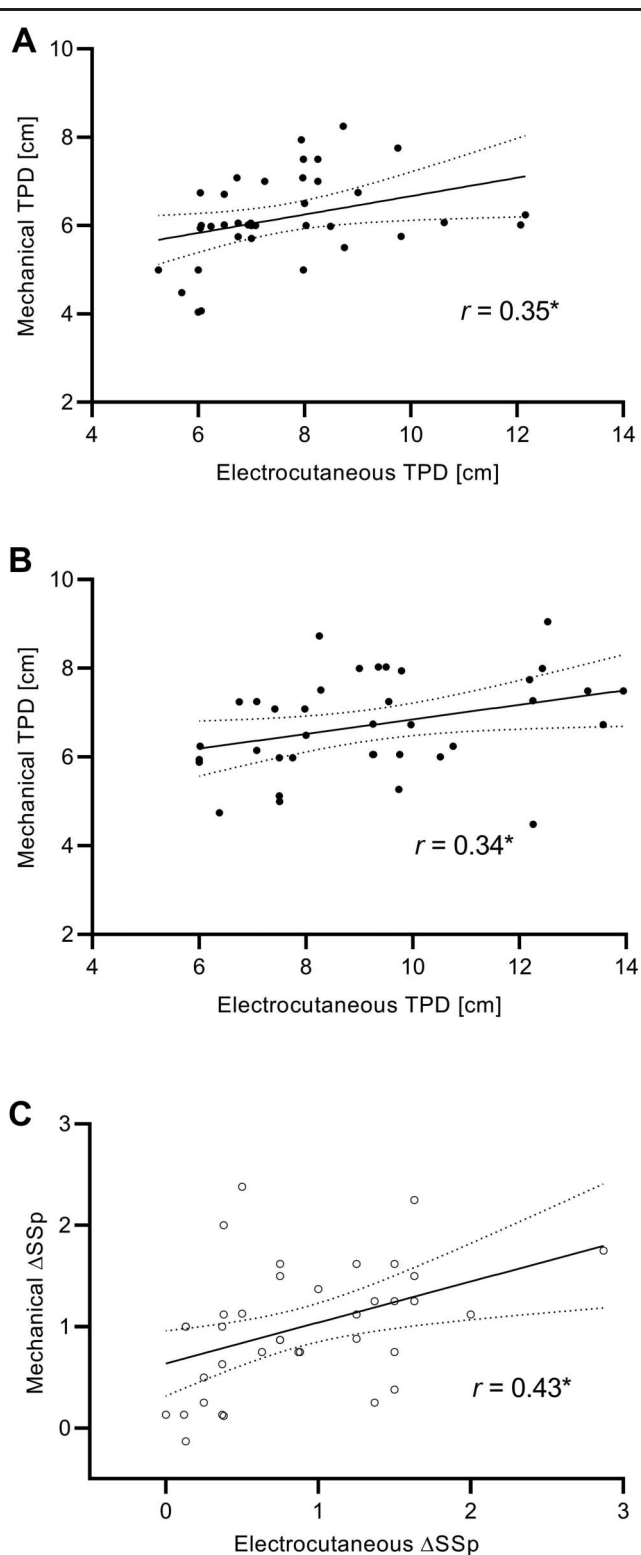 A
10
8
6
4
2
Mechanical TPD [cm]
r = 0.35*
4 6 8 10 12 14
Electrocutaneous TPD [cm]
B
10
8
6
4
2
Mechanical TPD [cm]
r = 0.34*
4 6 8 10 12 14
Electrocutaneous TPD [cm]
C
3
2
1
0
Mechanical ΔSSp
r = 0.43*
0 1 2 3
Electrocutaneous ΔSSp